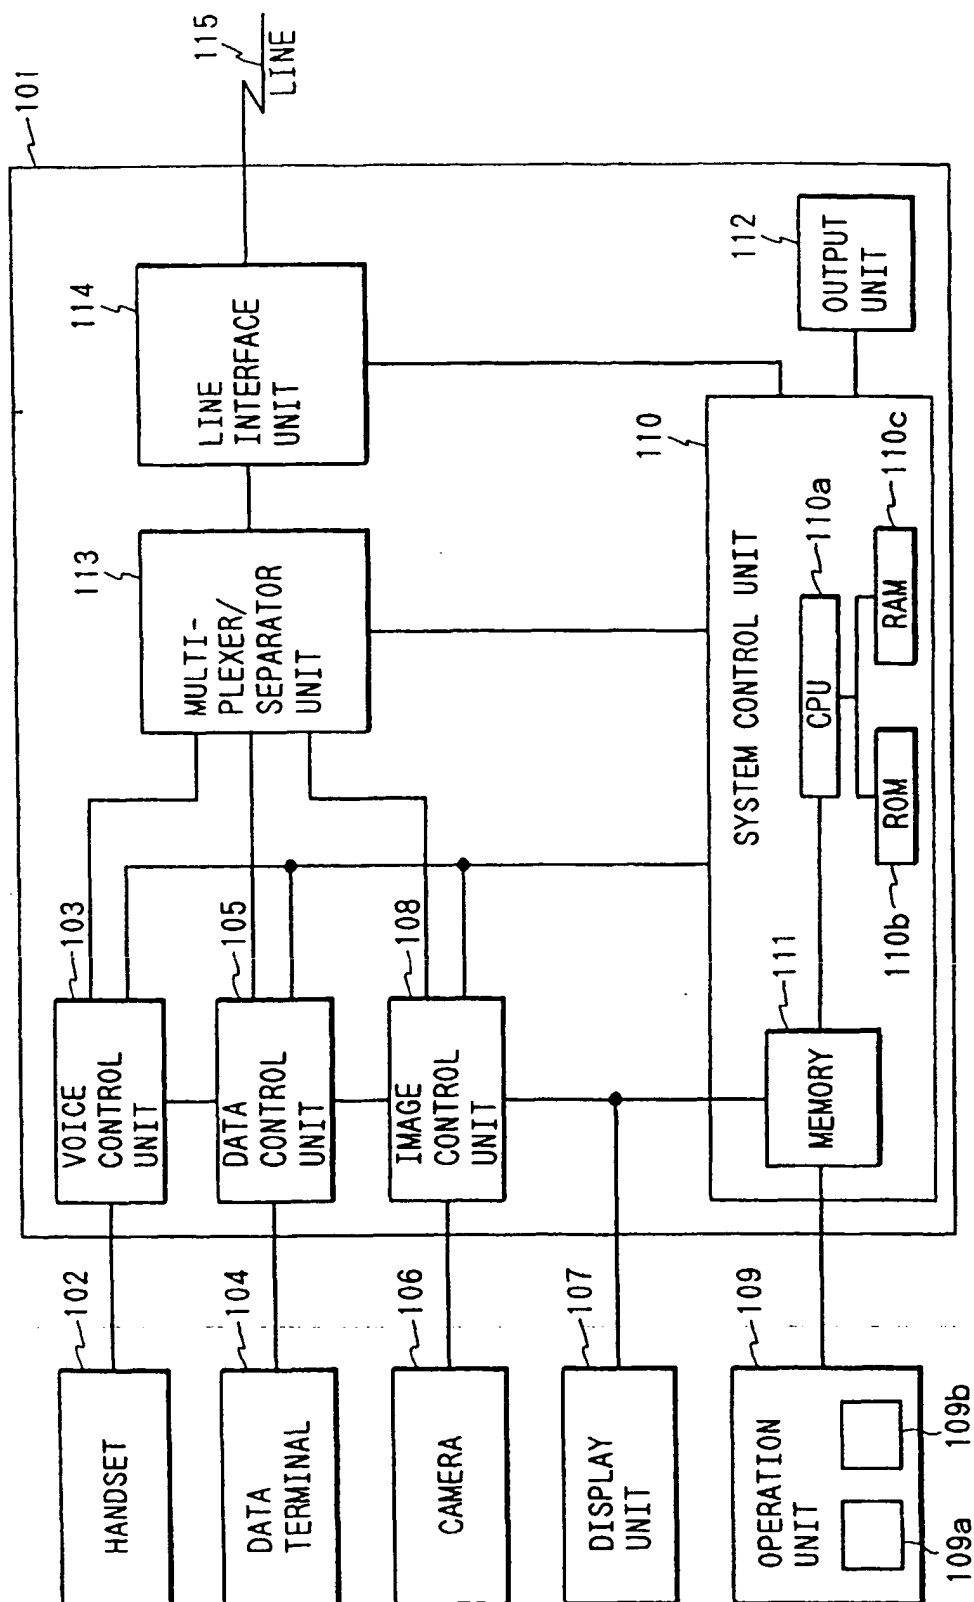 101
115
LINE
102
HANDSET
103
VOICE
CONTROL
UNIT
104
DATA
TERMINAL
105
DATA
CONTROL
UNIT
106
CAMERA
108
IMAGE
CONTROL
UNIT
113
MULTI-
PLEXER/
SEPARATOR
UNIT
114
LINE
INTERFACE
UNIT
107
DISPLAY
UNIT
109
OPERATION
UNIT
109a
109b
110
SYSTEM CONTROL UNIT
111
MEMORY
110a
CPU
110b
ROM
110c
RAM
112
OUTPUT
UNIT